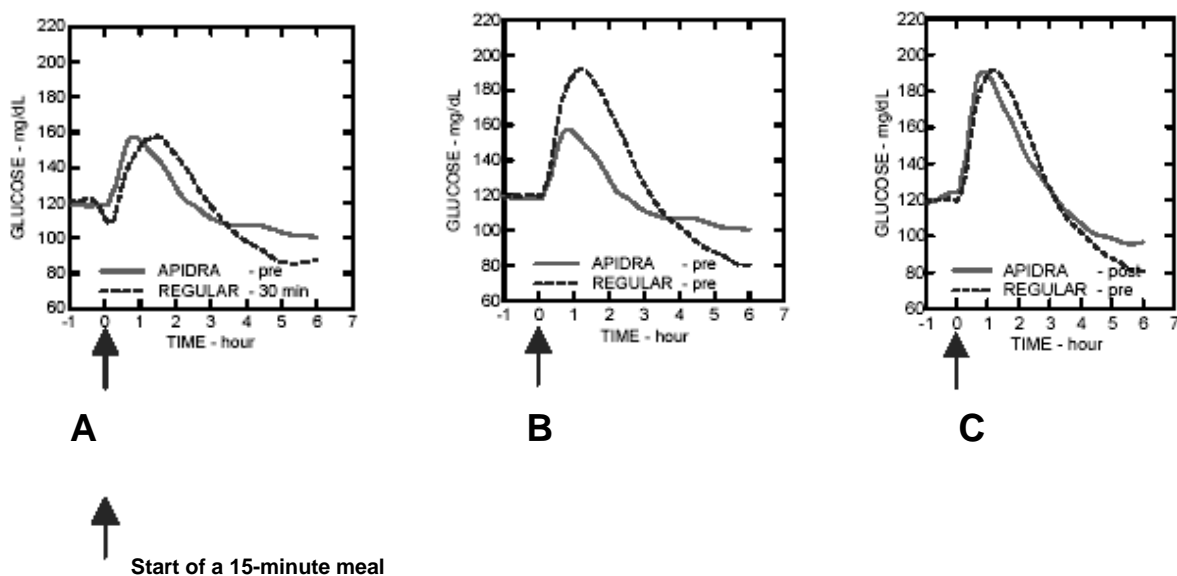 220
200
180
160
140
120
100
80
60
GLUCOSE - mg/dL
APIDRA - pre
REGULAR - 30 min
-1 0 1 2 3 4 5 6 7
TIME - hour
A
220
200
180
160
140
120
100
80
60
GLUCOSE - mg/dL
APIDRA - pre
REGULAR - pre
-1 0 1 2 3 4 5 6 7
TIME - hour
B
220
200
180
160
140
120
100
80
60
GLUCOSE - mg/dL
APIDRA - post
REGULAR - pre
-1 0 1 2 3 4 5 6 7
TIME - hour
C
Start of a 15-minute meal